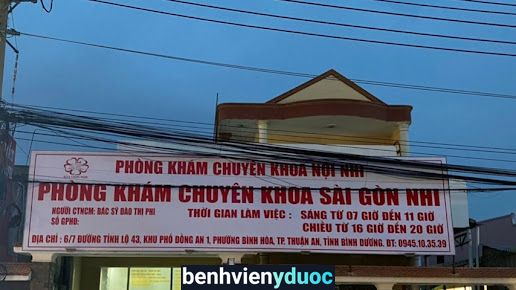 PHÒNG KHÁM CHUYÊN KHOA NỘI NHI
PHÒNG KHÁM CHUYÊN KHOA SÀI GÒN NHI
NGƯỜI CTNCM: BÁC SỸ ĐÀO THỊ PHI
SỐ GPHĐ:
THỜI GIAN LÀM VIỆC : SÁNG TỪ 07 GIỜ ĐẾN 11 GIỜ
CHIỀU TỪ 16 GIỜ ĐẾN 20 GIỜ
ĐỊA CHỈ : 6/7 ĐƯỜNG TỈNH LỘ 43, KHU PHỐ ĐÔNG AN 1, PHƯỜNG BÌNH HÒA, TP. THUẬN AN, TỈNH BÌNH DƯƠNG. ĐT: 0945.10.35.39
benhvienyduoc